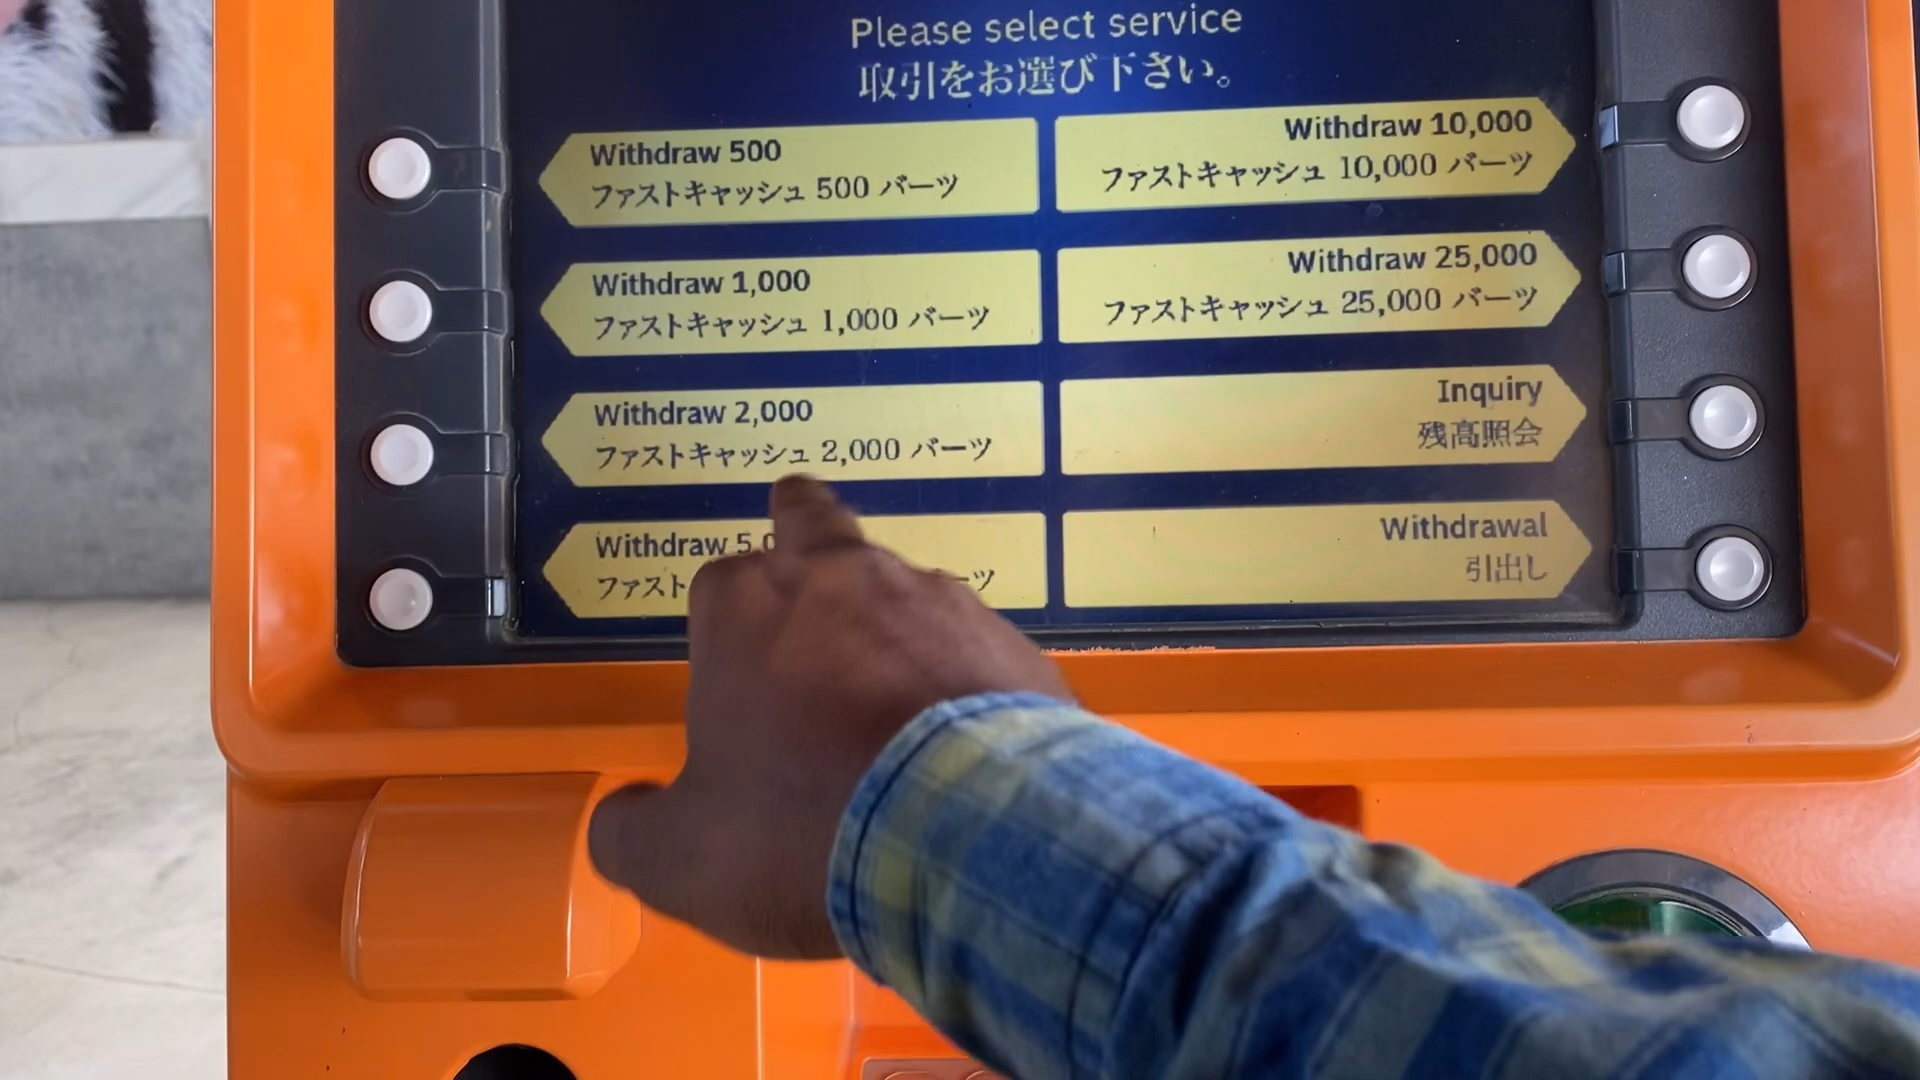 Please select service
取引をお選び下さい。
Withdraw 500
ファストキャッシュ 500 バーツ
Withdraw 10,000
ファストキャッシュ 10,000 バーツ
Withdraw 1,000
ファストキャッシュ 1,000 バーツ
Withdraw 25,000
ファストキャッシュ 25,000 バーツ
Withdraw 2,000
ファストキャッシュ 2,000 バーツ
Inquiry
残高照会
Withdraw
Withdrawal
引出し